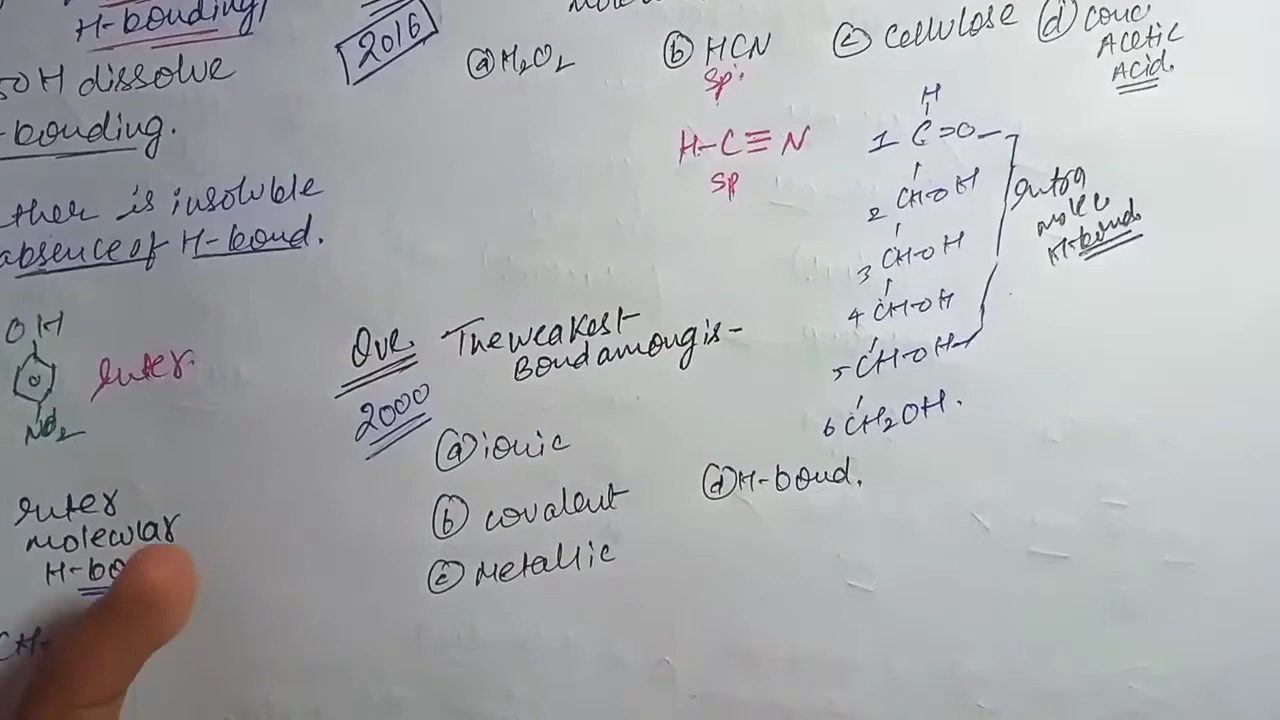 H-bonding
OH dissolve
-bonding.
ther is insoluble
absence of H-bond.
OH
NO2
Inter.
Inter
molecular
H-bo
CH-
2016
(a) H2O2
(b) HCN
sp.
H-C≡N
sp
(c) Cellulose
(d) Conc
Acetic
Acid.
H
1 C=O-
2 CH-OH
3 CH-OH
4 CH-OH
5 CH-OH
6 CH2OH.
Intra
molec
H-bond
Que. The weakest
Bond among is-
2000
(a) ionic
(b) covalent
(c) Metallic
(d) H-bond.